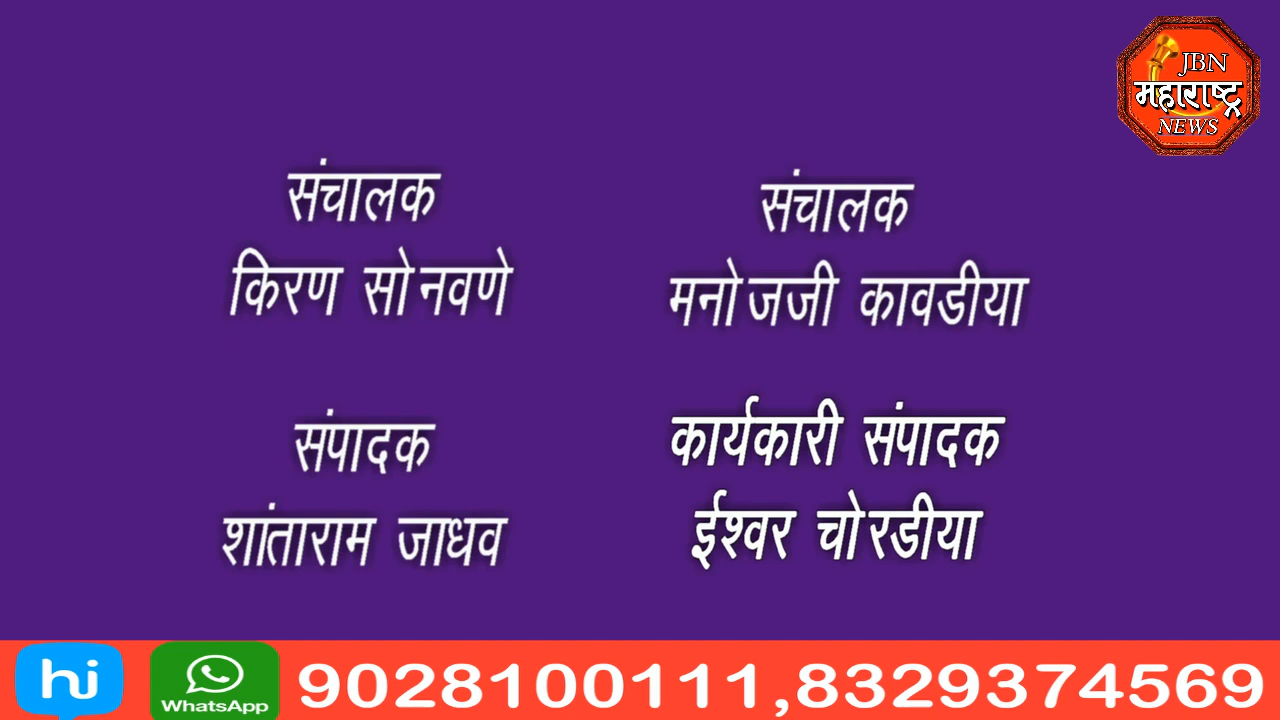 JBN
महाराष्ट्र
NEWS
संचालक
किरण सोनवणे
संचालक
मनोजजी कावडीया
संपादक
शांताराम जाधव
कार्यकारी संपादक
ईश्वर चोरडीया
hi
WhatsApp
9028100111,8329374569